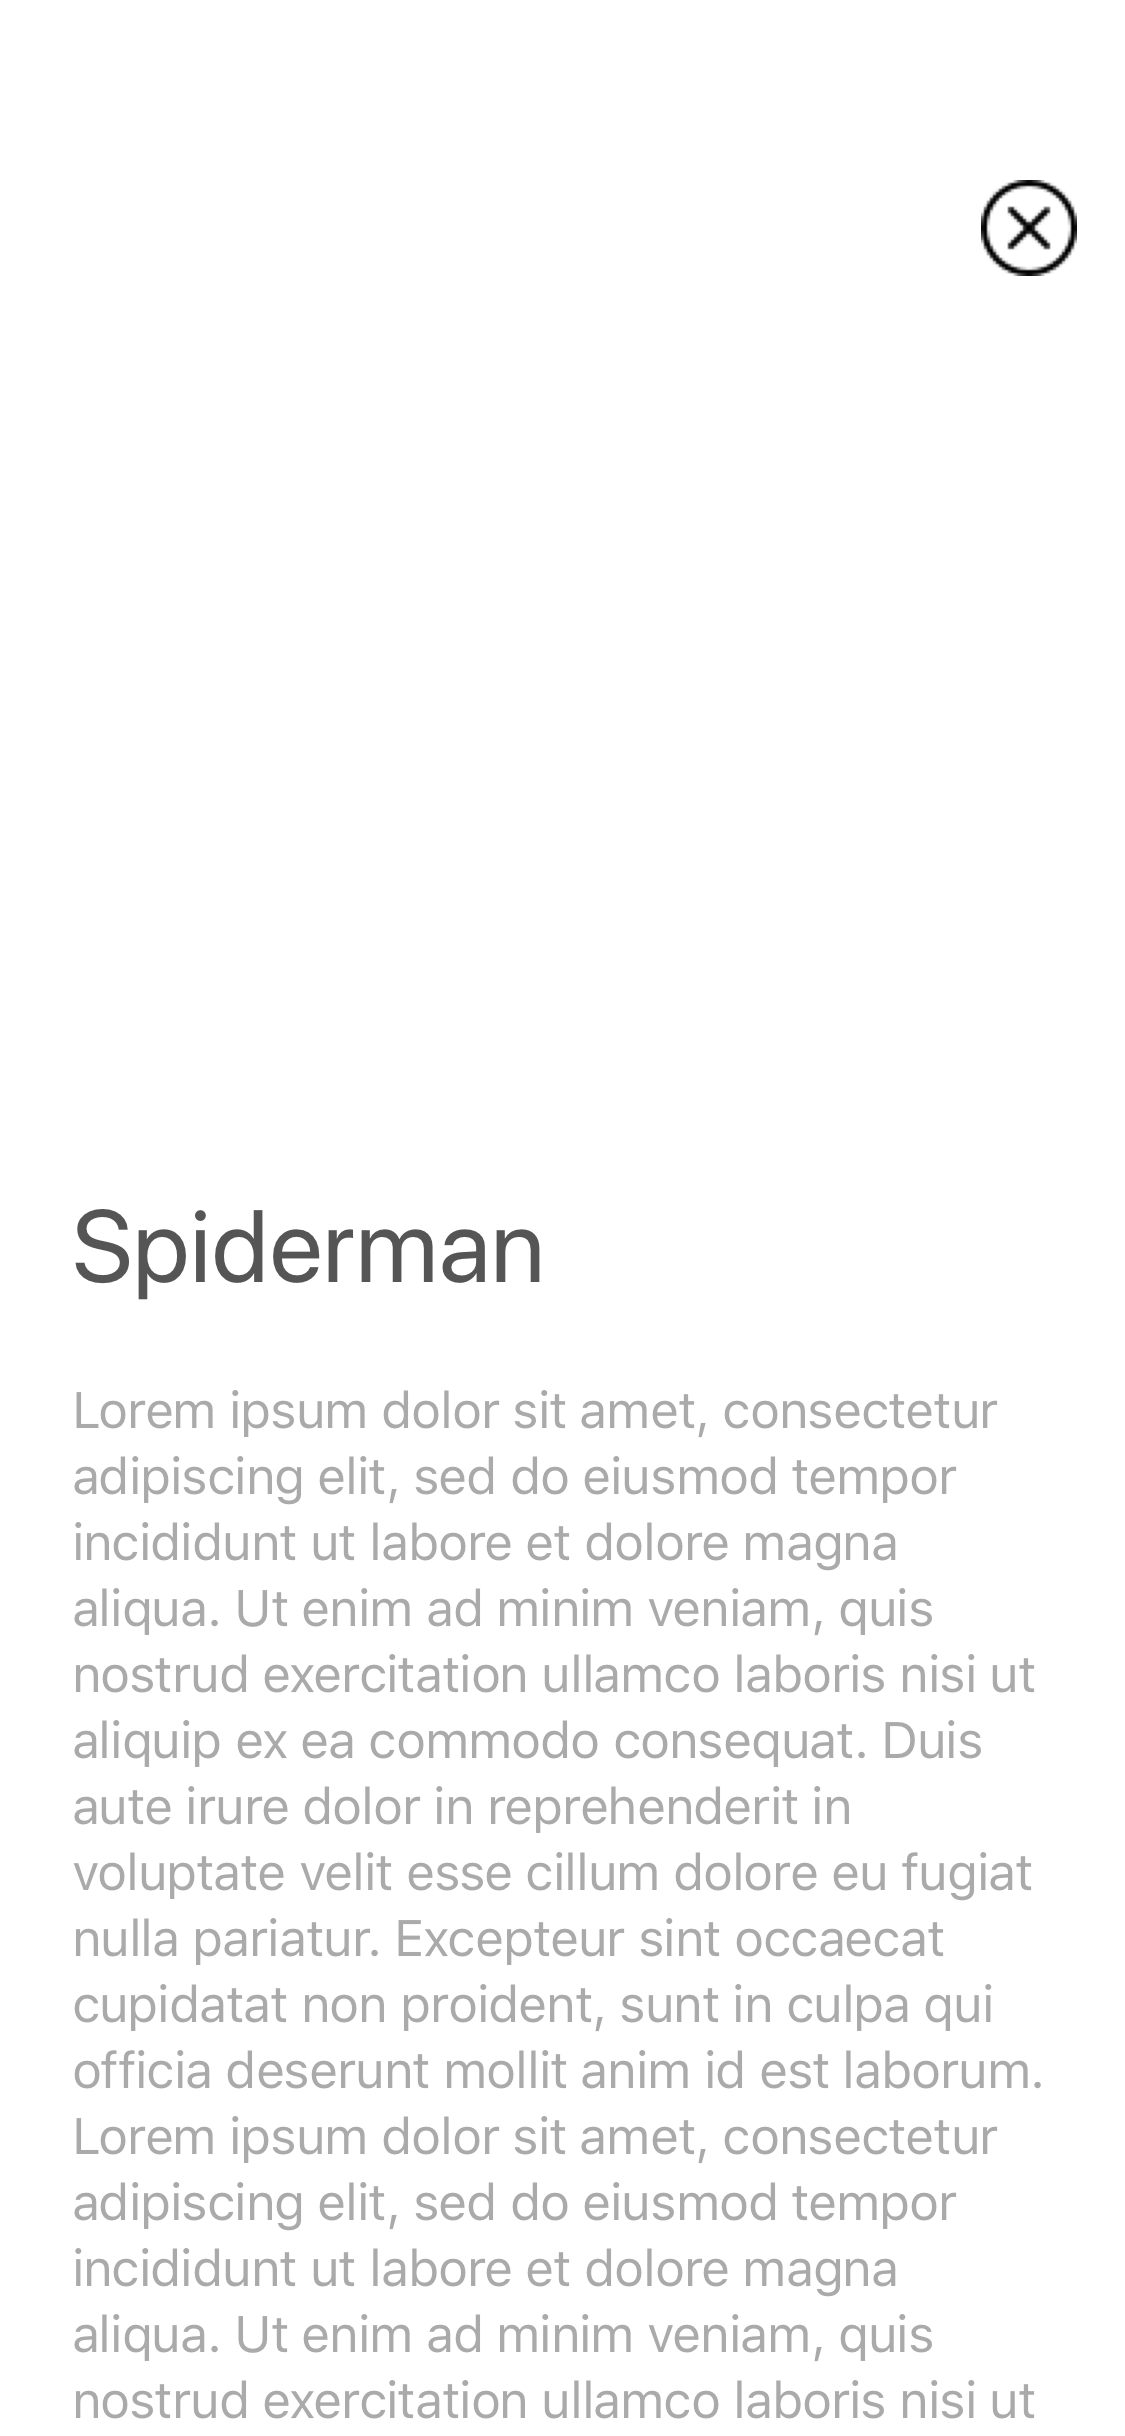 Spiderman
Lorem ipsum dolor sit amet, consectetur
adipiscing elit, sed do eiusmod tempor
incididunt ut labore et dolore magna
aliqua. Ut enim ad minim veniam, quis
nostrud exercitation ullamco laboris nisi ut
aliquip ex ea commodo consequat. Duis
aute irure dolor in reprehenderit in
voluptate velit esse cillum dolore eu fugiat
nulla pariatur. Excepteur sint occaecat
cupidatat non proident, sunt in culpa qui
officia deserunt mollit anim id est laborum.
Lorem ipsum dolor sit amet, consectetur
adipiscing elit, sed do eiusmod tempor
incididunt ut labore et dolore magna
aliqua. Ut enim ad minim veniam, quis
nostrud exercitation ullamco laboris nisi ut